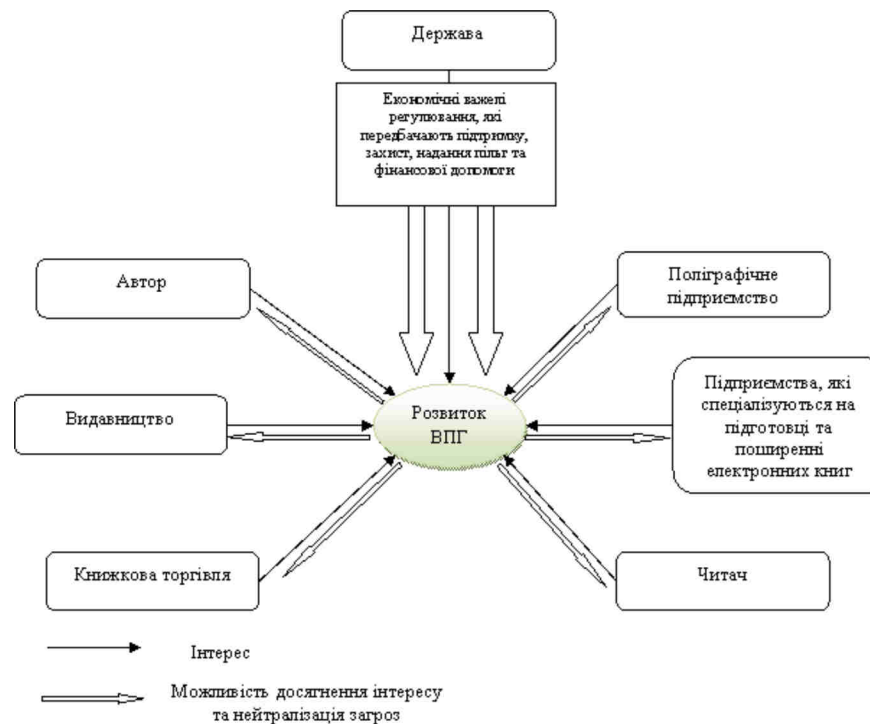 Держава
Економічні важелі
регулювання, які
передбачають підтримку,
захист, надання пільг та
фінансової допомоги
Автор
Поліграфічне
підприємство
Видавництво
Розвиток
ВПГ
Підприємства, які
спеціалізуються на
підготовці та
поширенні
електронних книг
Книжкова торгівля
Читач
Інтерес
Можливість досягнення інтересу
та нейтралізація загроз